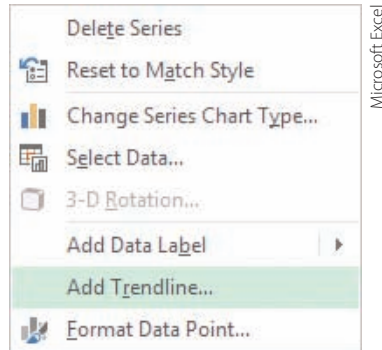 Delete Series
Reset to Match Style
Change Series Chart Type...
Select Data...
3-D Rotation...
Add Data Label
Add Trendline...
Format Data Point...
Microsoft Excel